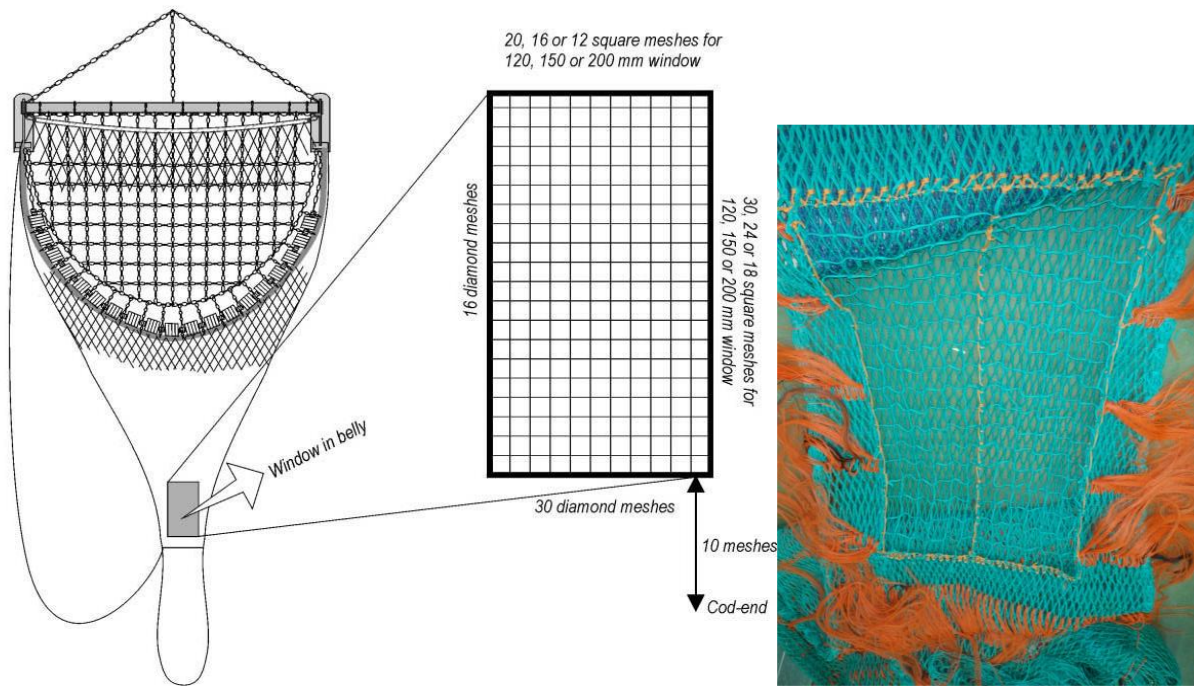 20, 16 or 12 square meshes for
120, 150 or 200 mm window
19 diamond meshes
30, 24 or 18 square meshes for
120, 150 or 200 mm window
Window in belly
30 diamond meshes
10 meshes
Cod-end